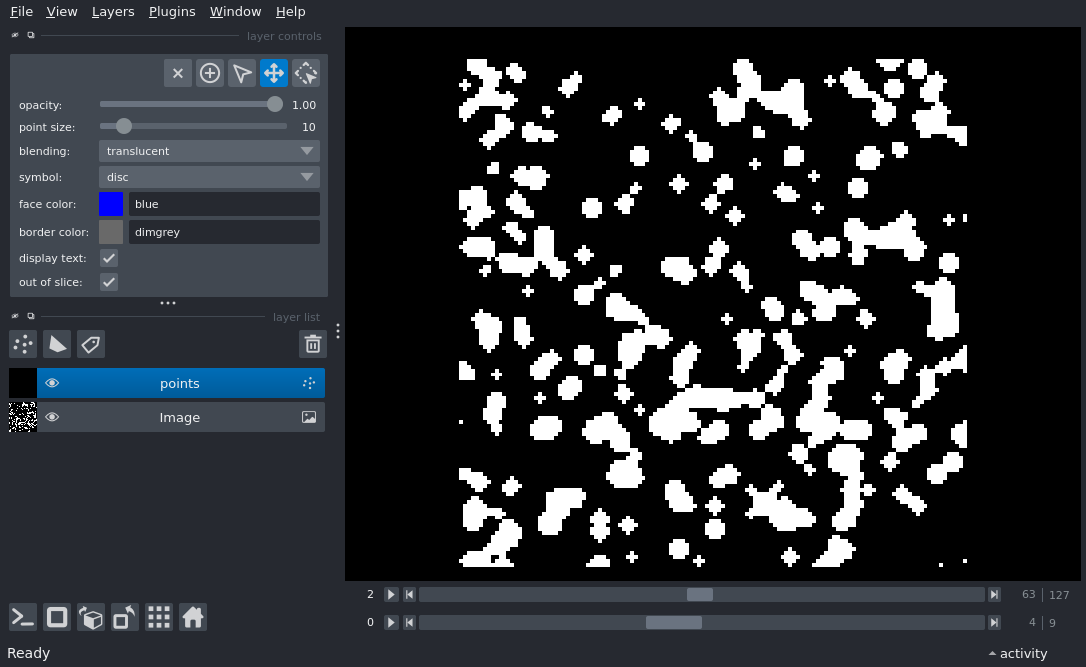 File View Layers Plugins Window Help
layer controls
opacity: 1.00
point size: 10
blending: translucent
symbol: disc
face color: blue
border color: dimgrey
display text:
out of slice:
layer list
points
Image
2 63 | 127
0 4 | 9
Ready activity